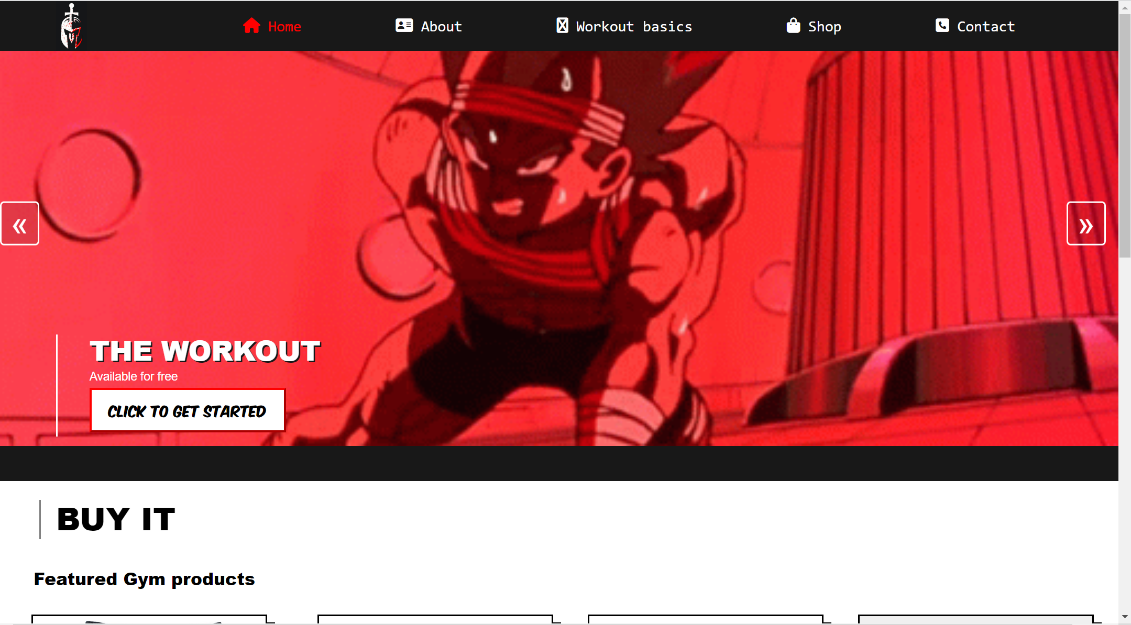 Home
About
Workout basics
Shop
Contact
«
»
THE WORKOUT
Available for free
CLICK TO GET STARTED
BUY IT
Featured Gym products